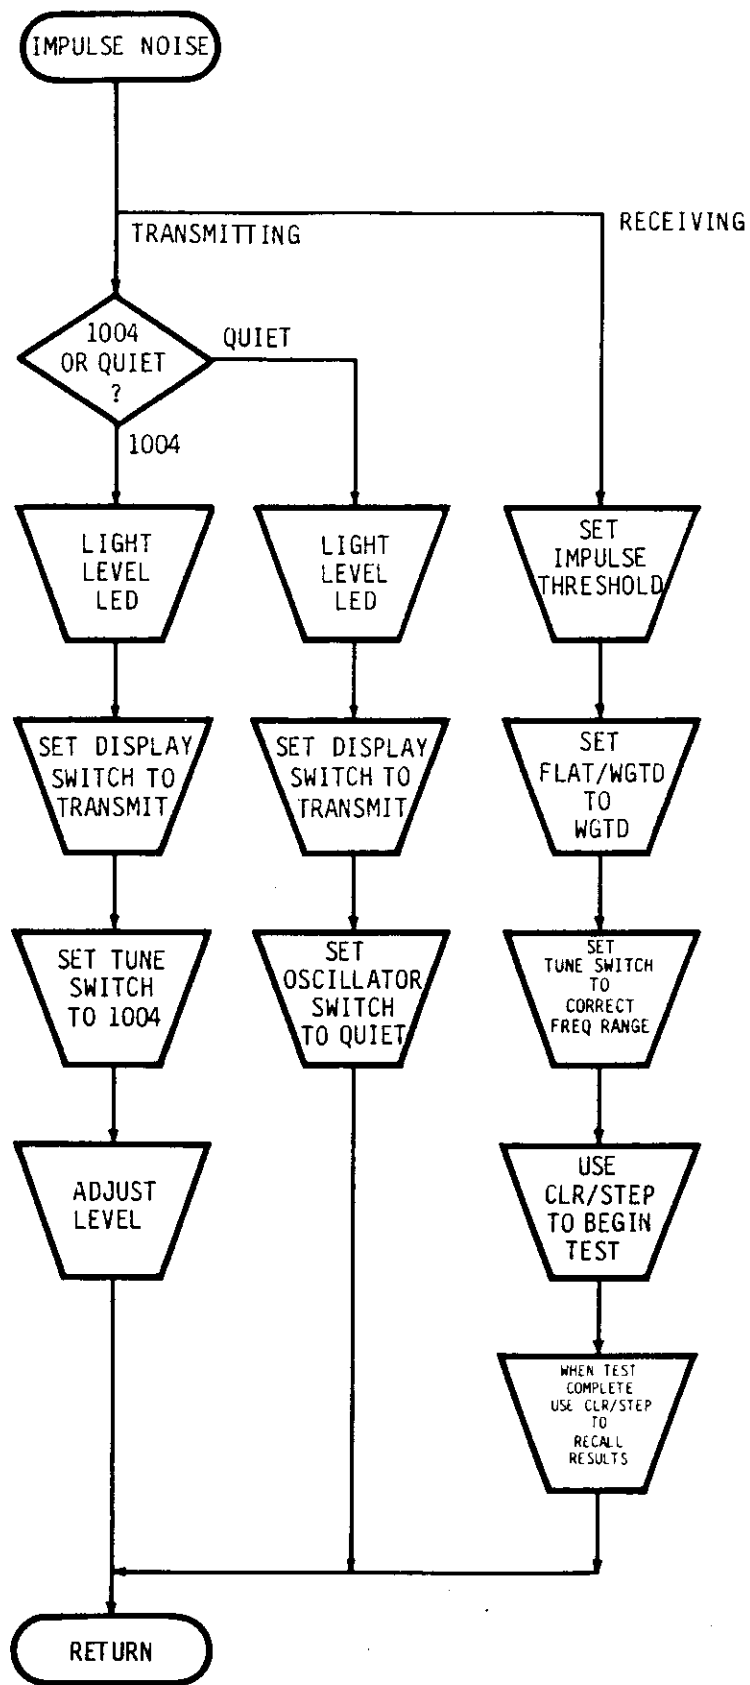 IMPULSE NOISE
TRANSMITTING
RECEIVING
1004
OR QUIET
?
QUIET
1004
LIGHT
LEVEL
LED
LIGHT
LEVEL
LED
SET
IMPULSE
THRESHOLD
SET DISPLAY
SWITCH TO
TRANSMIT
SET DISPLAY
SWITCH TO
TRANSMIT
SET
FLAT/WGTD
TO
WGTD
SET TUNE
SWITCH
TO 1004
SET
OSCILLATOR
SWITCH
TO QUIET
SET
TUNE SWITCH
TO
CORRECT
FREQ RANGE
ADJUST
LEVEL
USE
CLR/STEP
TO BEGIN
TEST
WHEN TEST
COMPLETE
USE CLR/STEP
TO
RECALL
RESULTS
RETURN